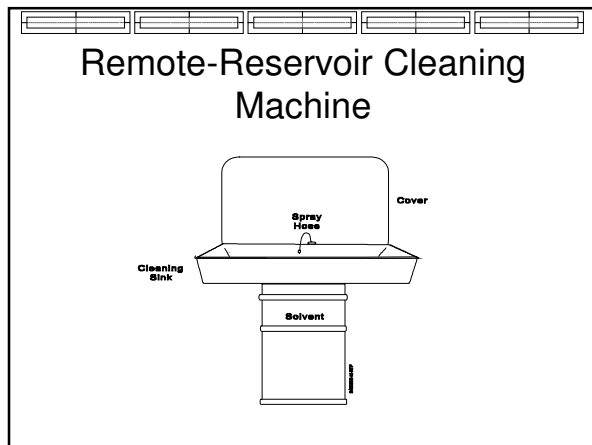 Remote-Reservoir Cleaning
Machine
Cover
Spray
Hose
Cleaning
Sink
Solvent